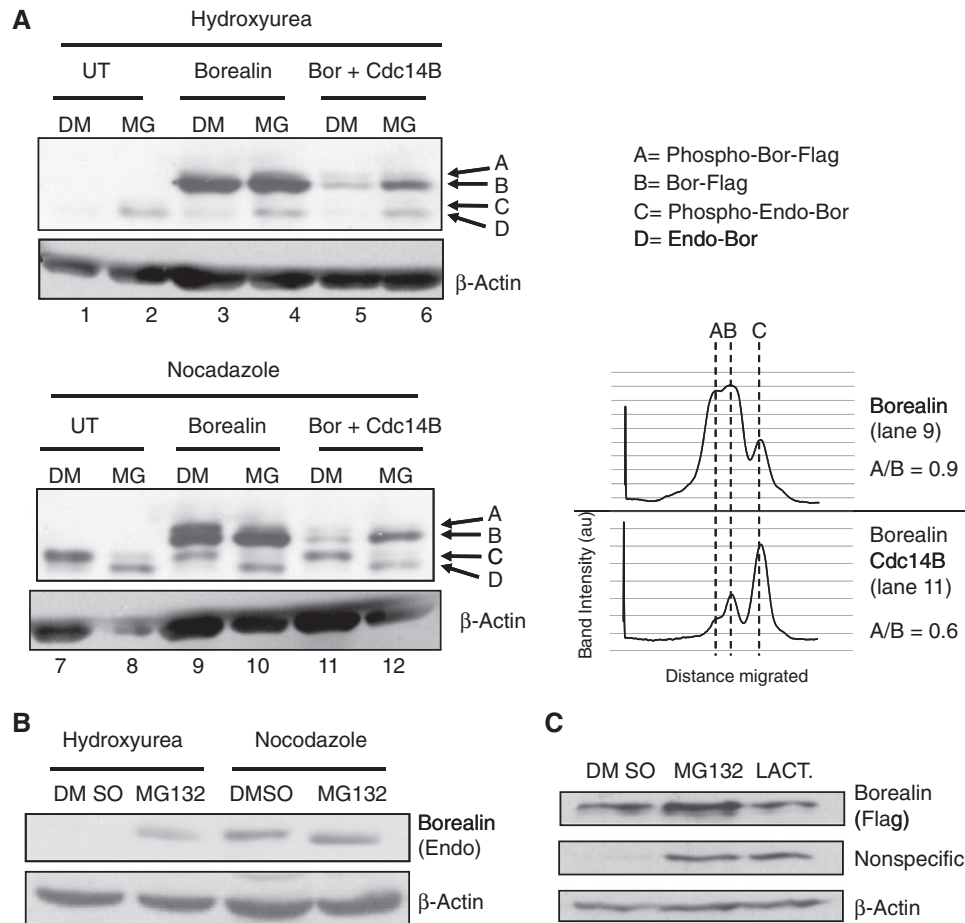 A
Hydroxyurea
UT Borealin Bor + Cdc14B
DM MG DM MG DM MG
A
B
C
D
β-Actin
1 2 3 4 5 6
A= Phospho-Bor-Flag
B= Bor-Flag
C= Phospho-Endo-Bor
D= Endo-Bor
Nocadazole
UT Borealin Bor + Cdc14B
DM MG DM MG DM MG
A
B
C
D
β-Actin
7 8 9 10 11 12
AB C
Borealin
(lane 9)
A/B = 0.9
Borealin
Cdc14B
(lane 11)
A/B = 0.6
Band Intensity (au)
Distance migrated
B
Hydroxyurea Nocodazole
DM SO MG132 DMSO MG132
Borealin
(Endo)
β-Actin
C
DM SO MG132 LACT.
Borealin
(Flag)
Nonspecific
β-Actin